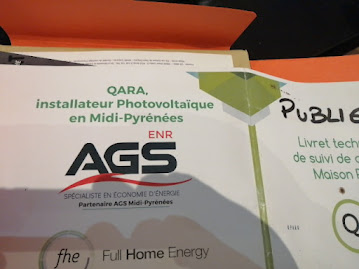 QARA,
installateur Photovoltaïque
en Midi-Pyrénées
ENR
AGS
SPÉCIALISTE EN ÉCONOMIE D'ÉNERGIE
Partenaire AGS Midi-Pyrénées
fhe Full Home Energy
PUBLIE
Livret tech
de suivi de
Maison
Q